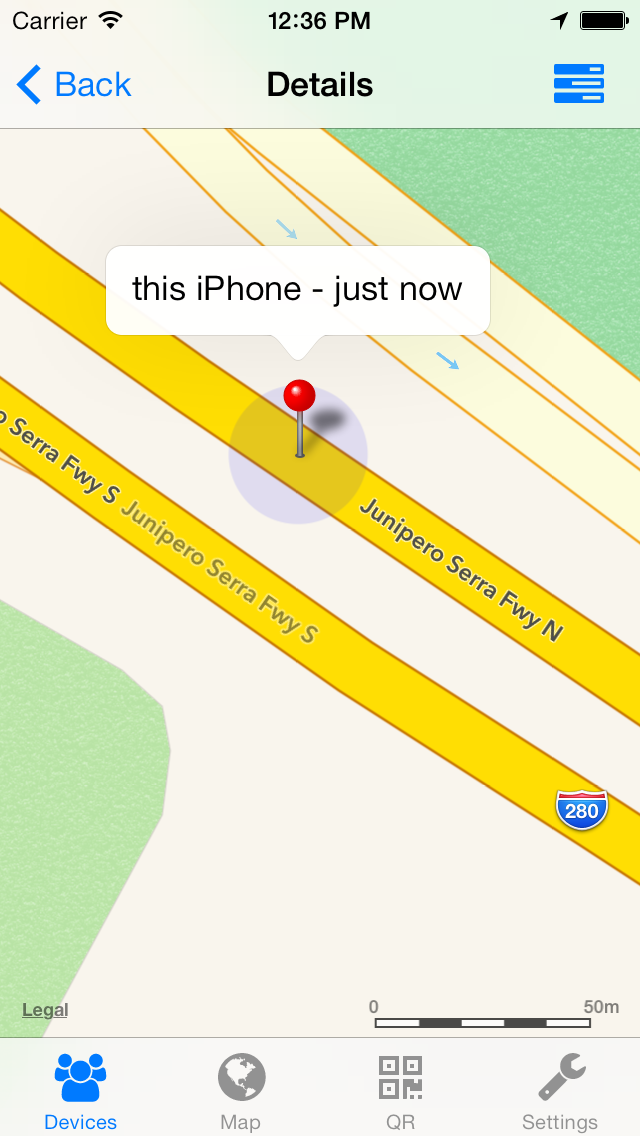 Carrier 12:36 PM
Back Details
this iPhone - just now
o Serra Fwy S
Junipero Serra Fwy S
Junipero Serra Fwy N
280
Legal
0 50m
Devices Map QR Settings